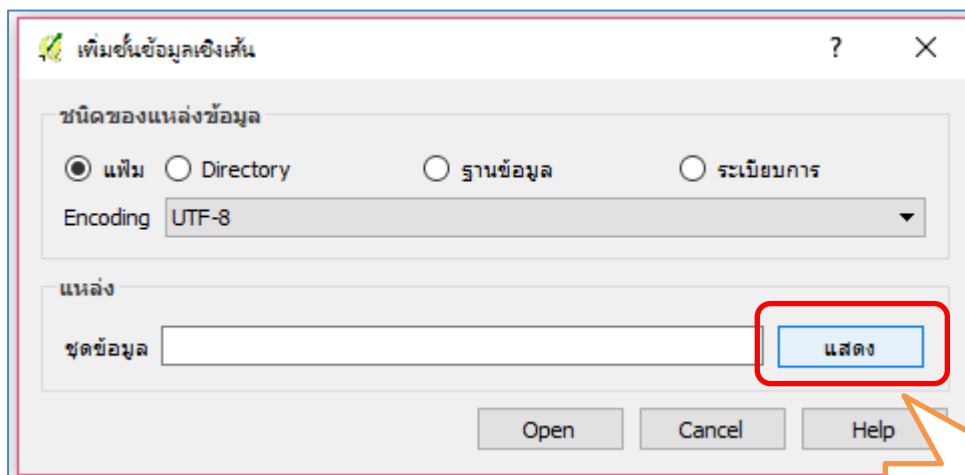 เพิ่มชั้นข้อมูลเชิงเส้น ?
ชนิดของแหล่งข้อมูล
แฟ้ม Directory ฐานข้อมูล ระเบียบการ
Encoding UTF-8
แหล่ง
ชุดข้อมูล แสดง
Open Cancel Help